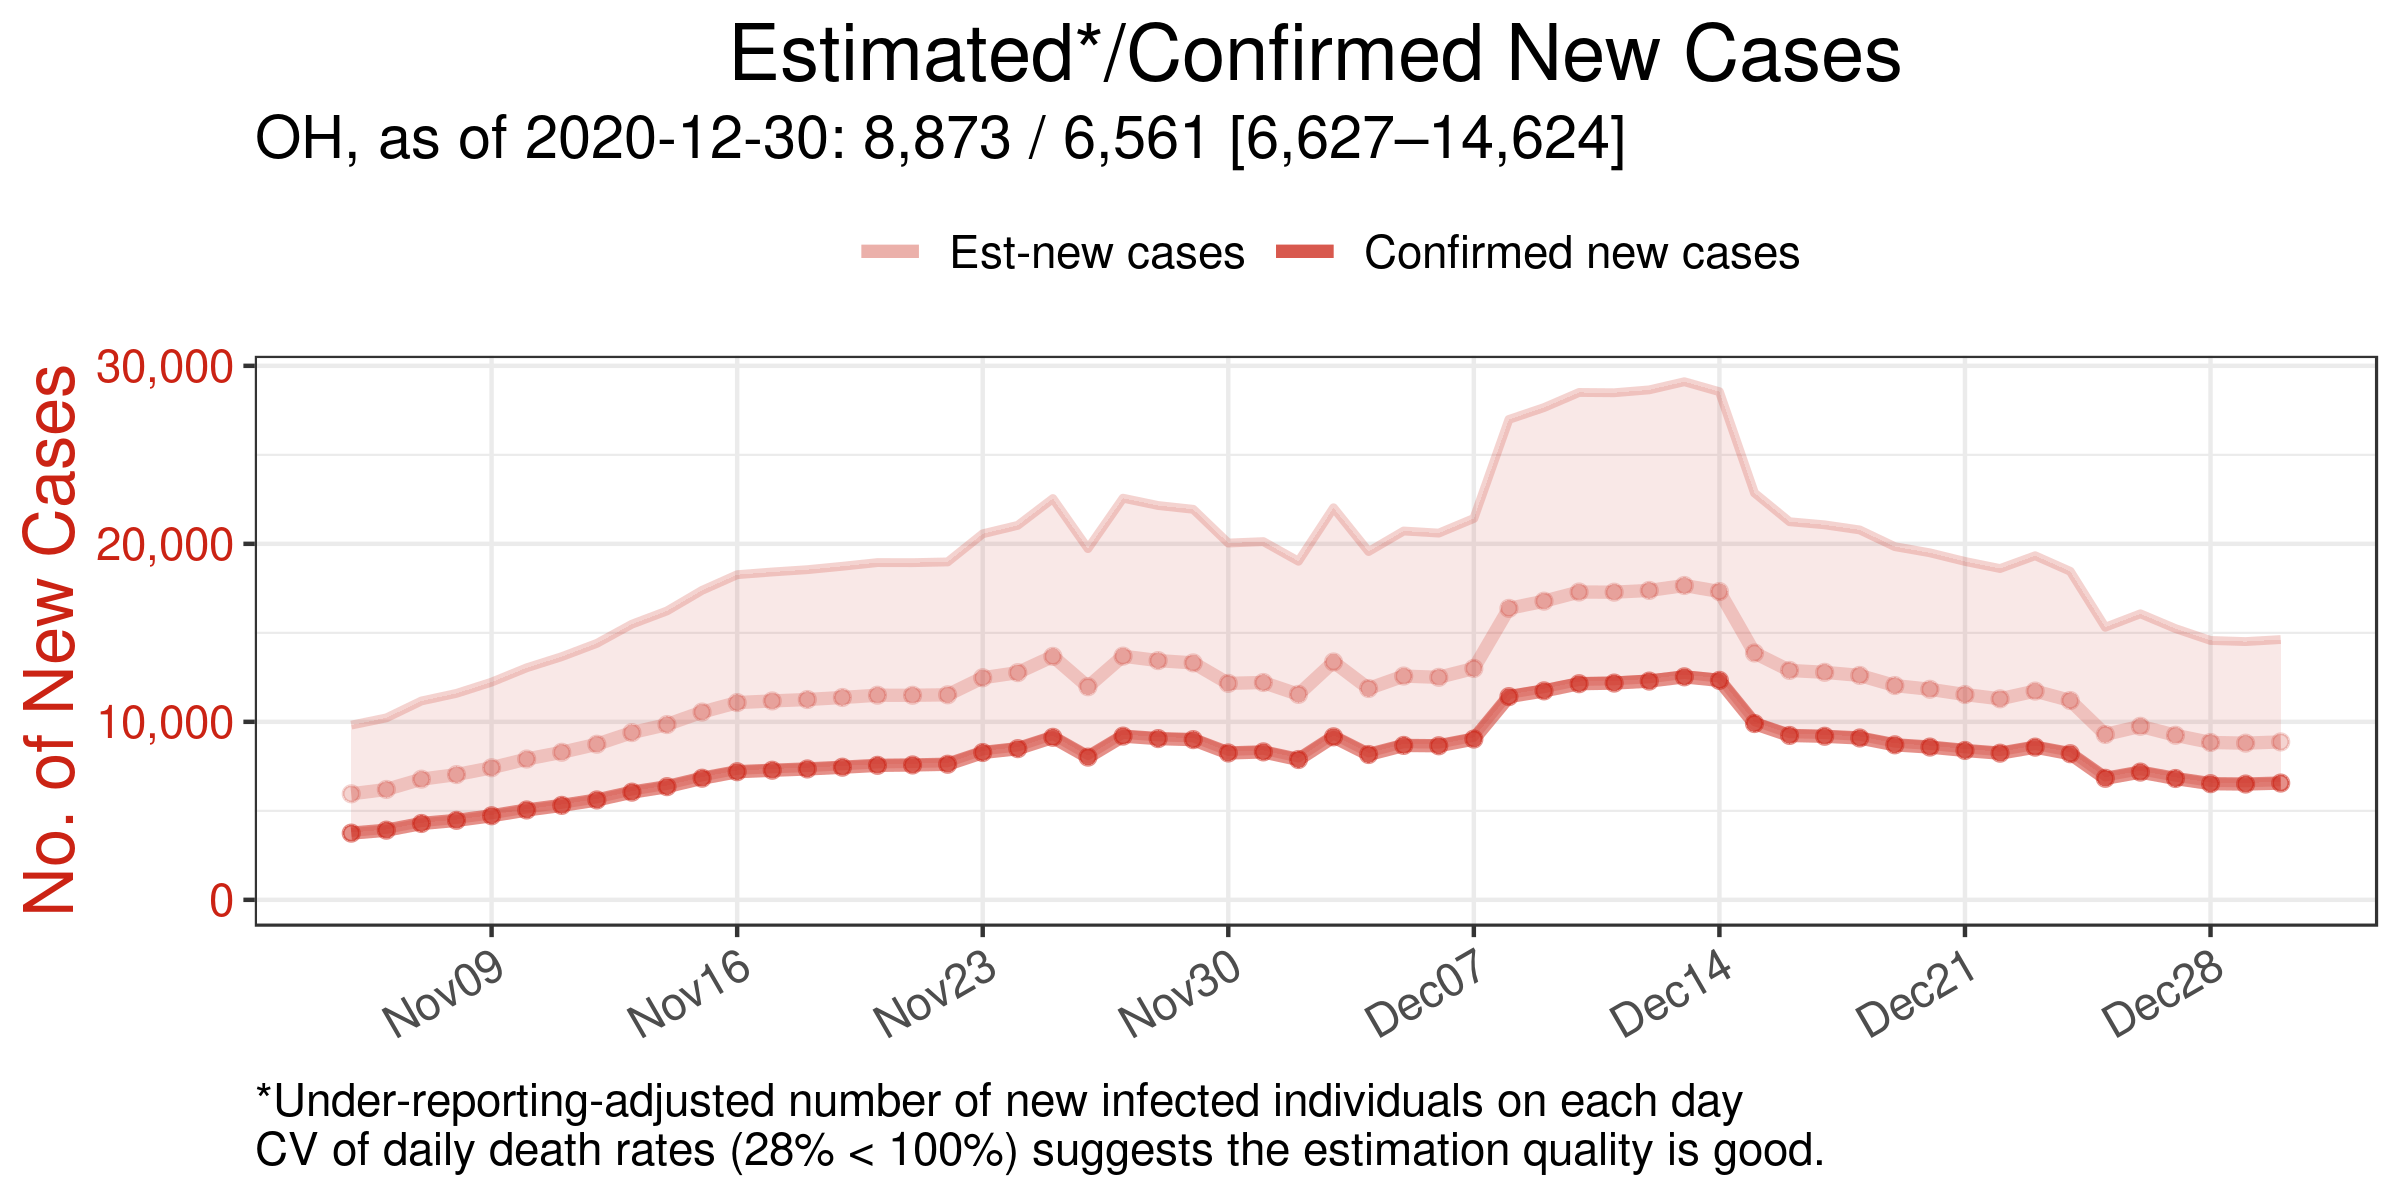 Estimated*/Confirmed New Cases
OH, as of 2020-12-30: 8,873 / 6,561 [6,627–14,624]
Est-new cases Confirmed new cases
No. of New Cases
30,000
20,000
10,000
0
Nov09 Nov16 Nov23 Nov30 Dec07 Dec14 Dec21 Dec28
*Under-reporting-adjusted number of new infected individuals on each day
CV of daily death rates (28% < 100%) suggests the estimation quality is good.